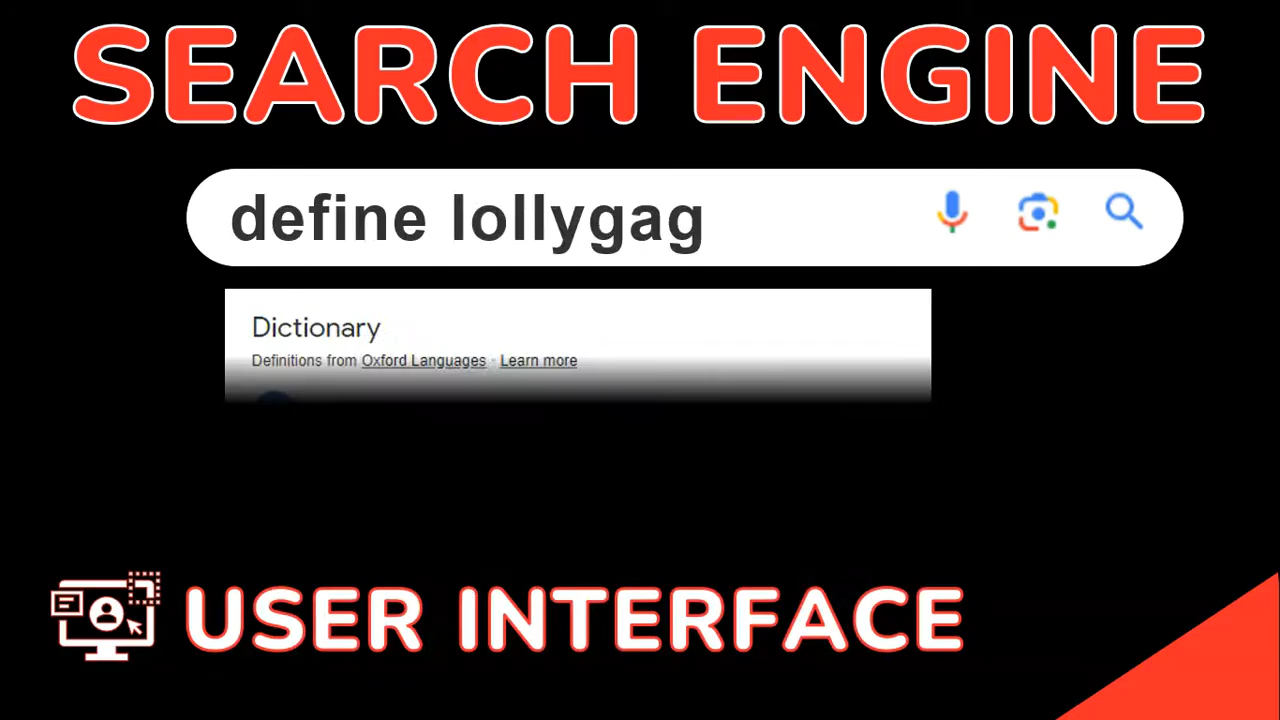 SEARCH ENGINE
define lollygag
Dictionary
Definitions from Oxford Languages · Learn more
USER INTERFACE